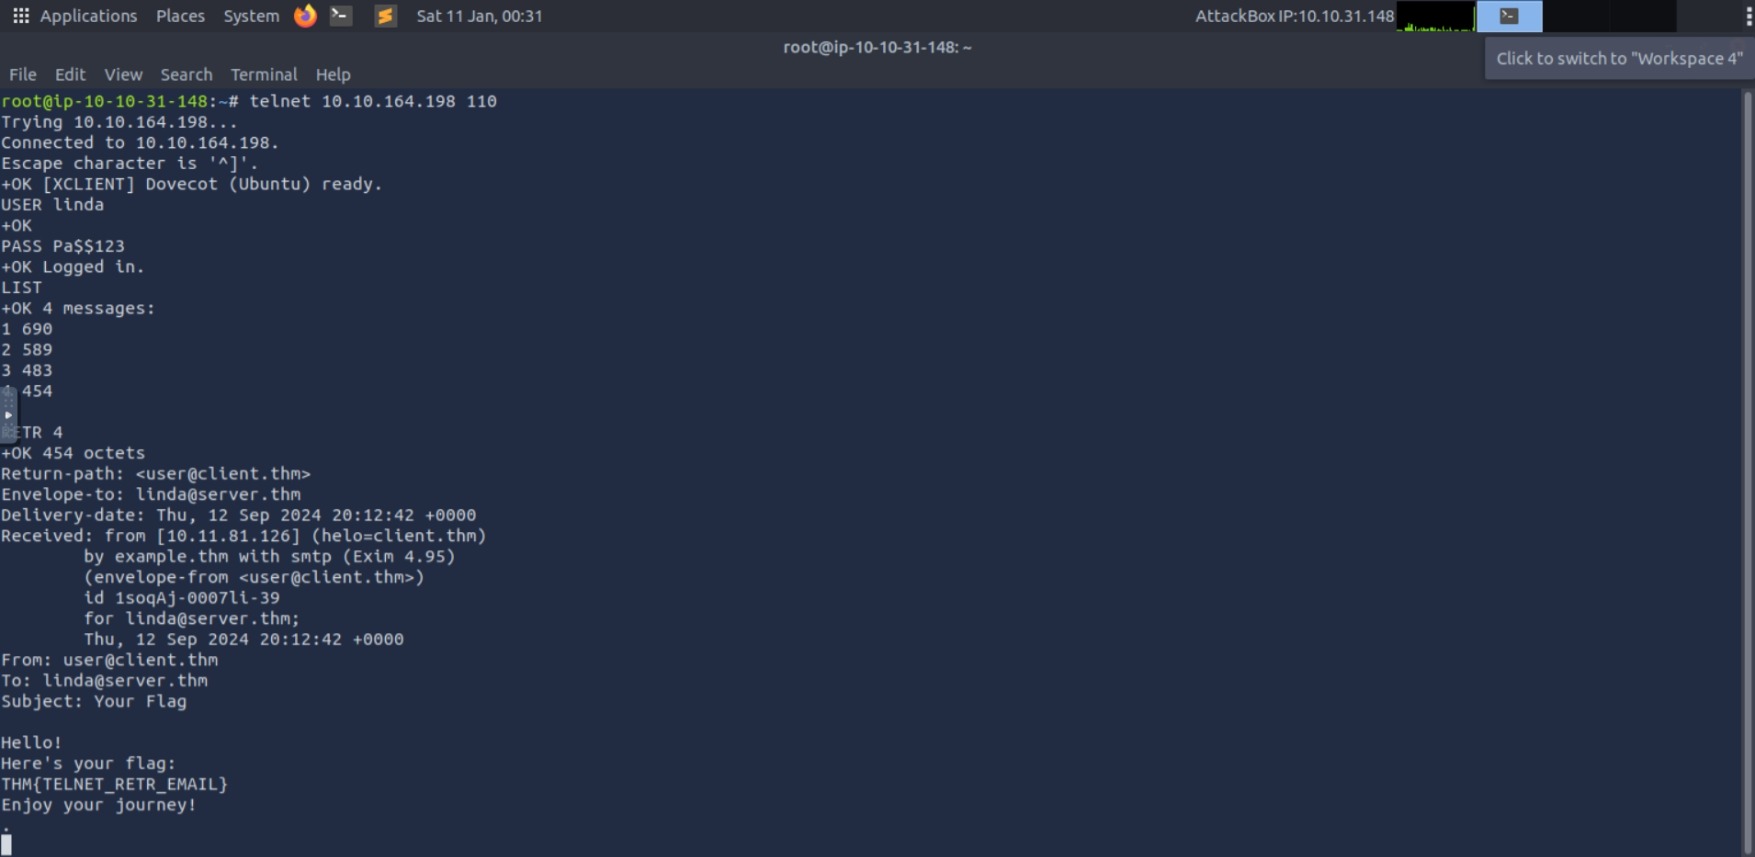 Applications Places System Sat 11 Jan, 00:31 AttackBox IP:10.10.31.148
root@ip-10-10-31-148: ~
Click to switch to "Workspace 4"
File Edit View Search Terminal Help
root@ip-10-10-31-148:~# telnet 10.10.164.198 110
Trying 10.10.164.198...
Connected to 10.10.164.198.
Escape character is '^]'.
+OK [XCLIENT] Dovecot (Ubuntu) ready.
USER linda
+OK
PASS Pa$$123
+OK Logged in.
LIST
+OK 4 messages:
1 690
2 589
3 483
4 454
.
RETR 4
+OK 454 octets
Return-path: <user@client.thm>
Envelope-to: linda@server.thm
Delivery-date: Thu, 12 Sep 2024 20:12:42 +0000
Received: from [10.11.81.126] (helo=client.thm)
by example.thm with smtp (Exim 4.95)
(envelope-from <user@client.thm>)
id 1soqAj-0007li-39
for linda@server.thm;
Thu, 12 Sep 2024 20:12:42 +0000
From: user@client.thm
To: linda@server.thm
Subject: Your Flag
Hello!
Here's your flag:
THM{TELNET_RETR_EMAIL}
Enjoy your journey!
.